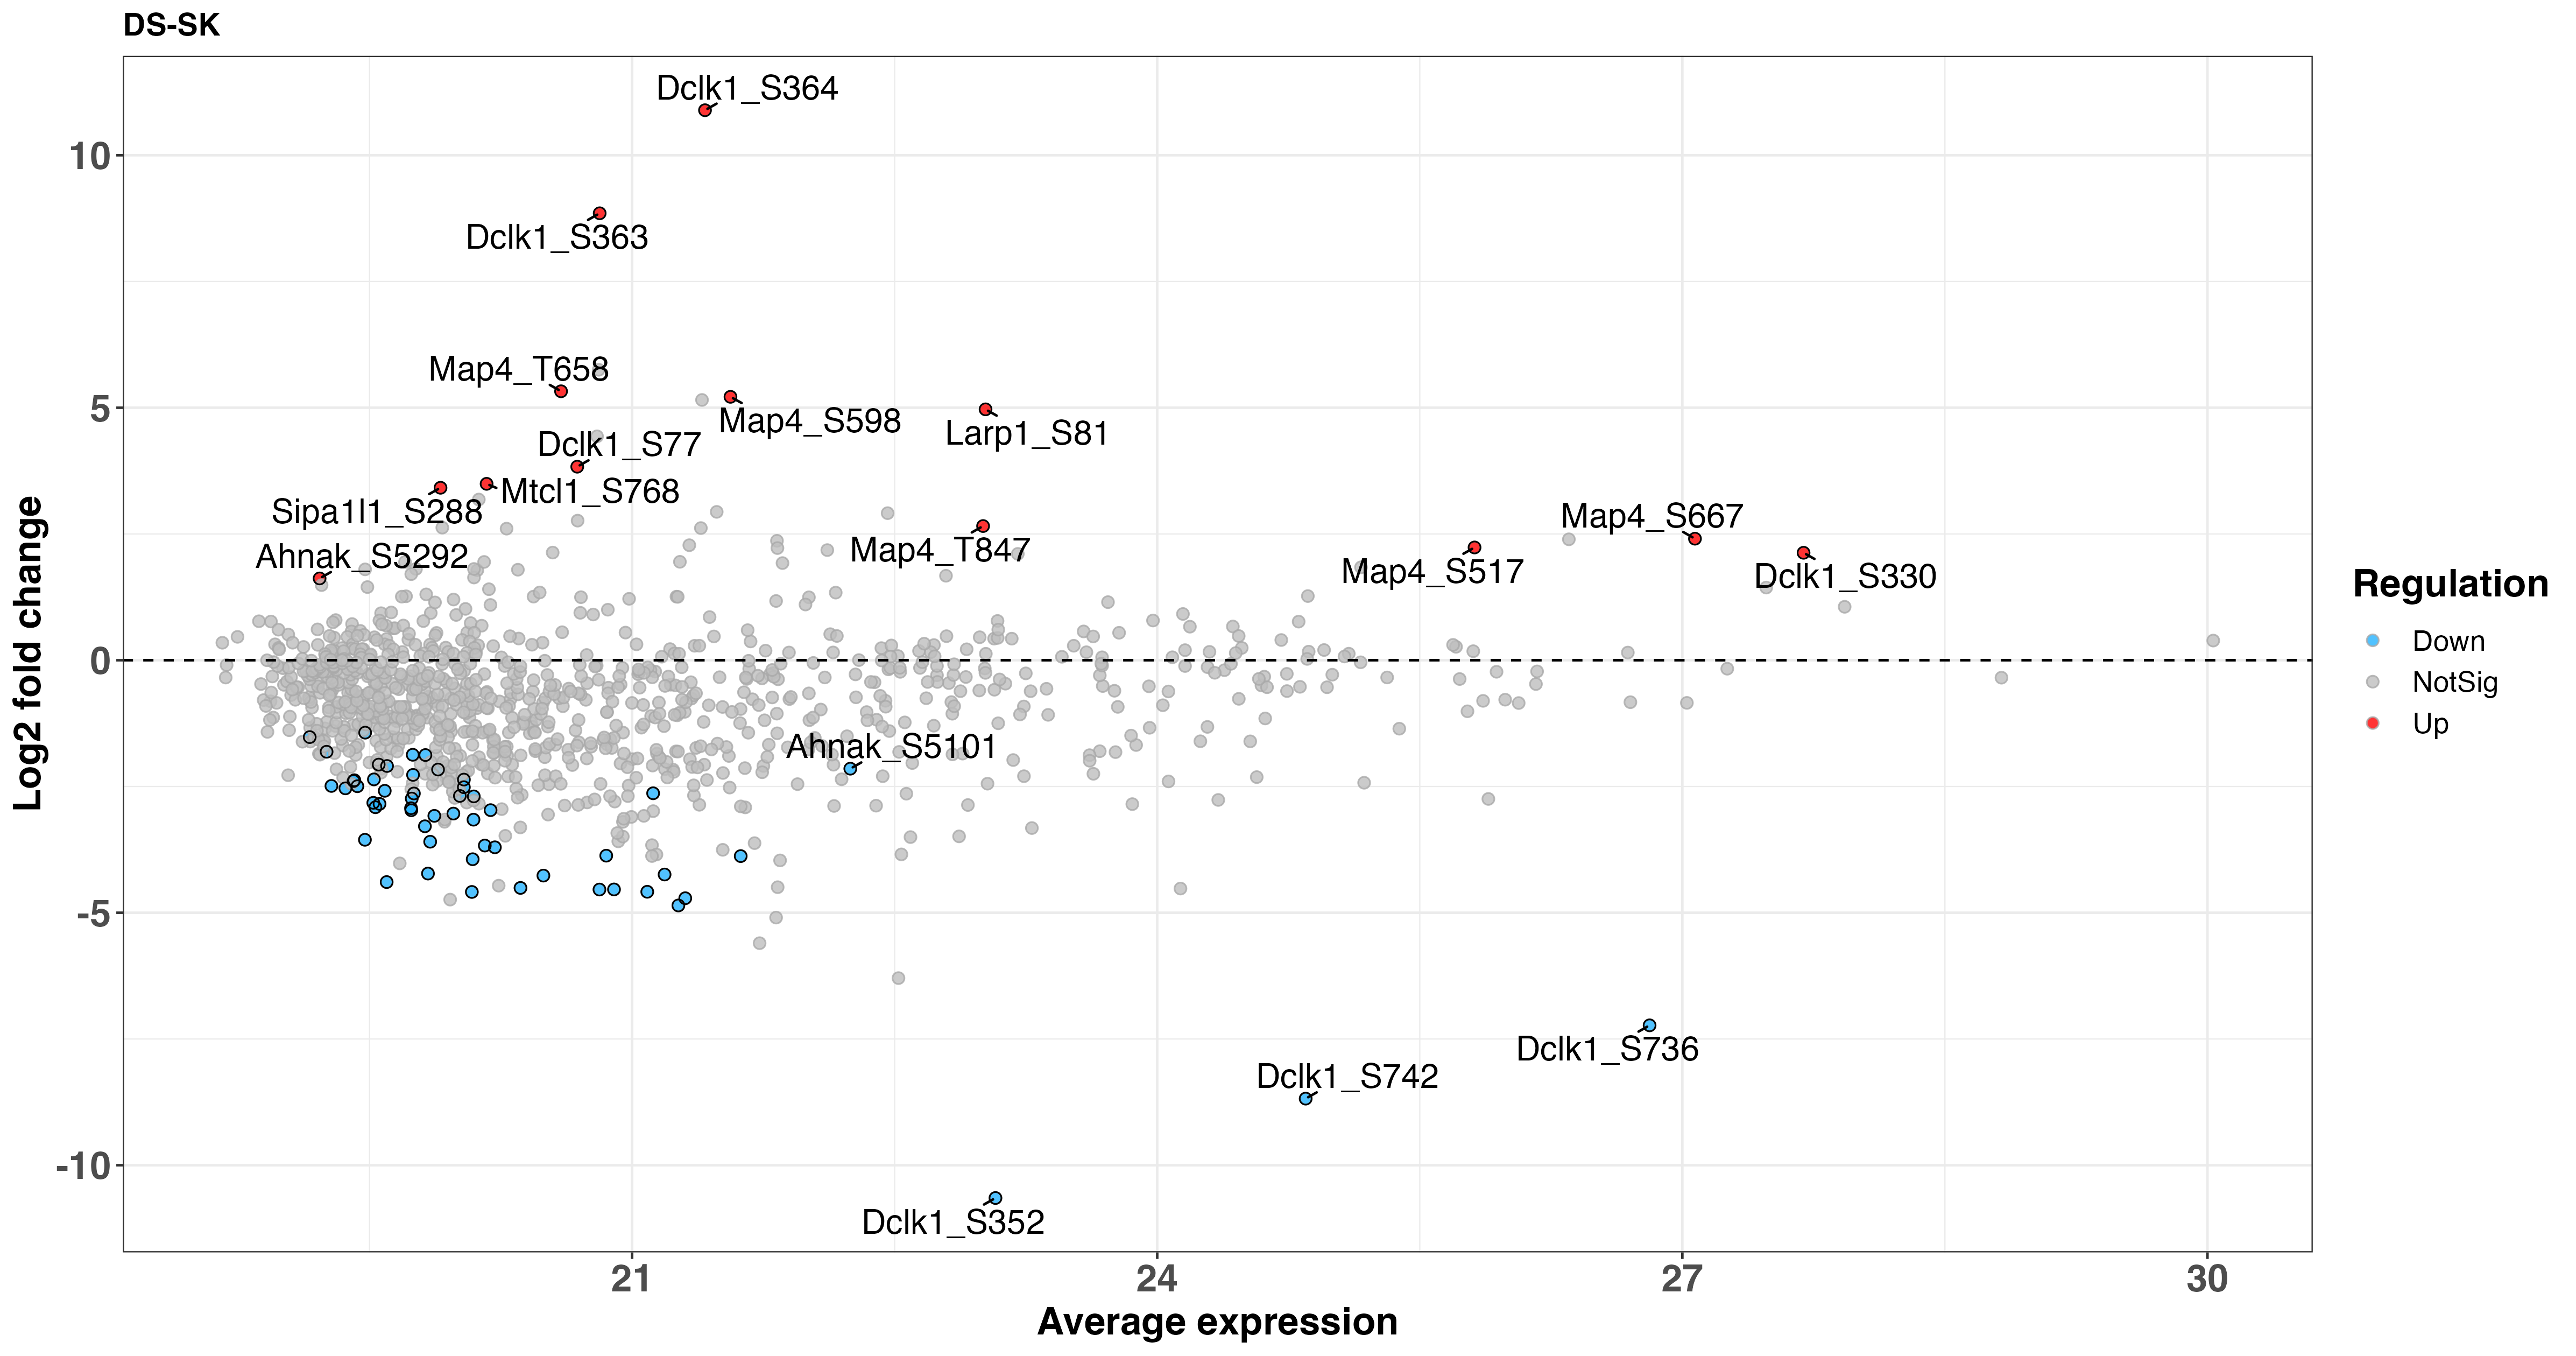 DS-SK
Dclk1_S364
10
Dclk1_S363
Map4_T658
5
Map4_S598
Larp1_S81
Dclk1_S77
Mtcl1_S768
Sipa1l1_S288
Map4_S667
Ahnak_S5292
Map4_T847
Map4_S517
Dclk1_S330
0
Ahnak_S5101
-5
Dclk1_S736
Dclk1_S742
-10
Dclk1_S352
21
24
27
30
Average expression
Log2 fold change
Regulation
Down
NotSig
Up